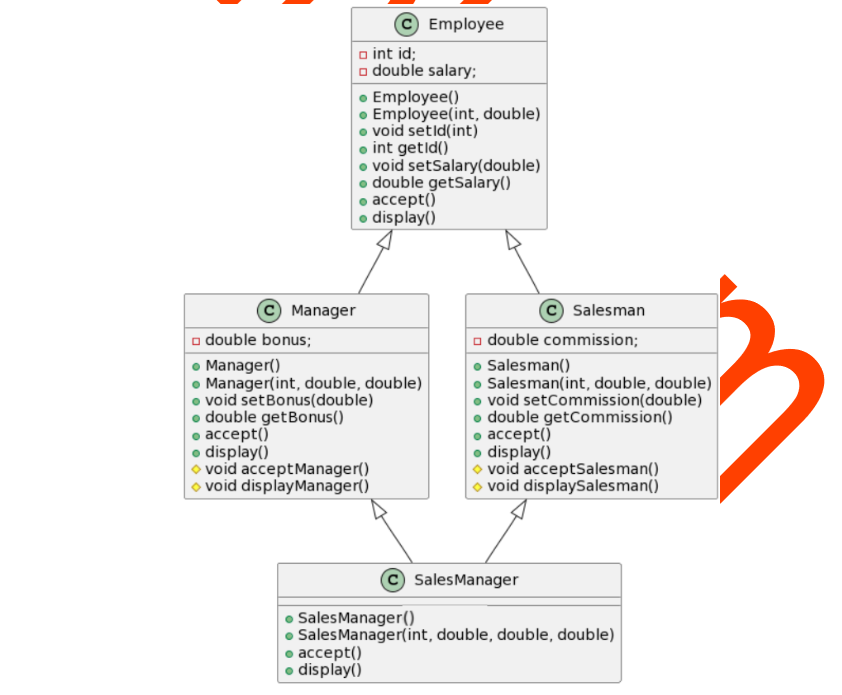 C Employee
int id;
double salary;
Employee()
Employee(int, double)
void setId(int)
int getId()
void setSalary(double)
double getSalary()
accept()
display()
C Manager
double bonus;
Manager()
Manager(int, double, double)
void setBonus(double)
double getBonus()
accept()
display()
void acceptManager()
void displayManager()
C Salesman
double commission;
Salesman()
Salesman(int, double, double)
void setCommission(double)
double getCommission()
accept()
display()
void acceptSalesman()
void displaySalesman()
C SalesManager
SalesManager()
SalesManager(int, double, double, double)
accept()
display()